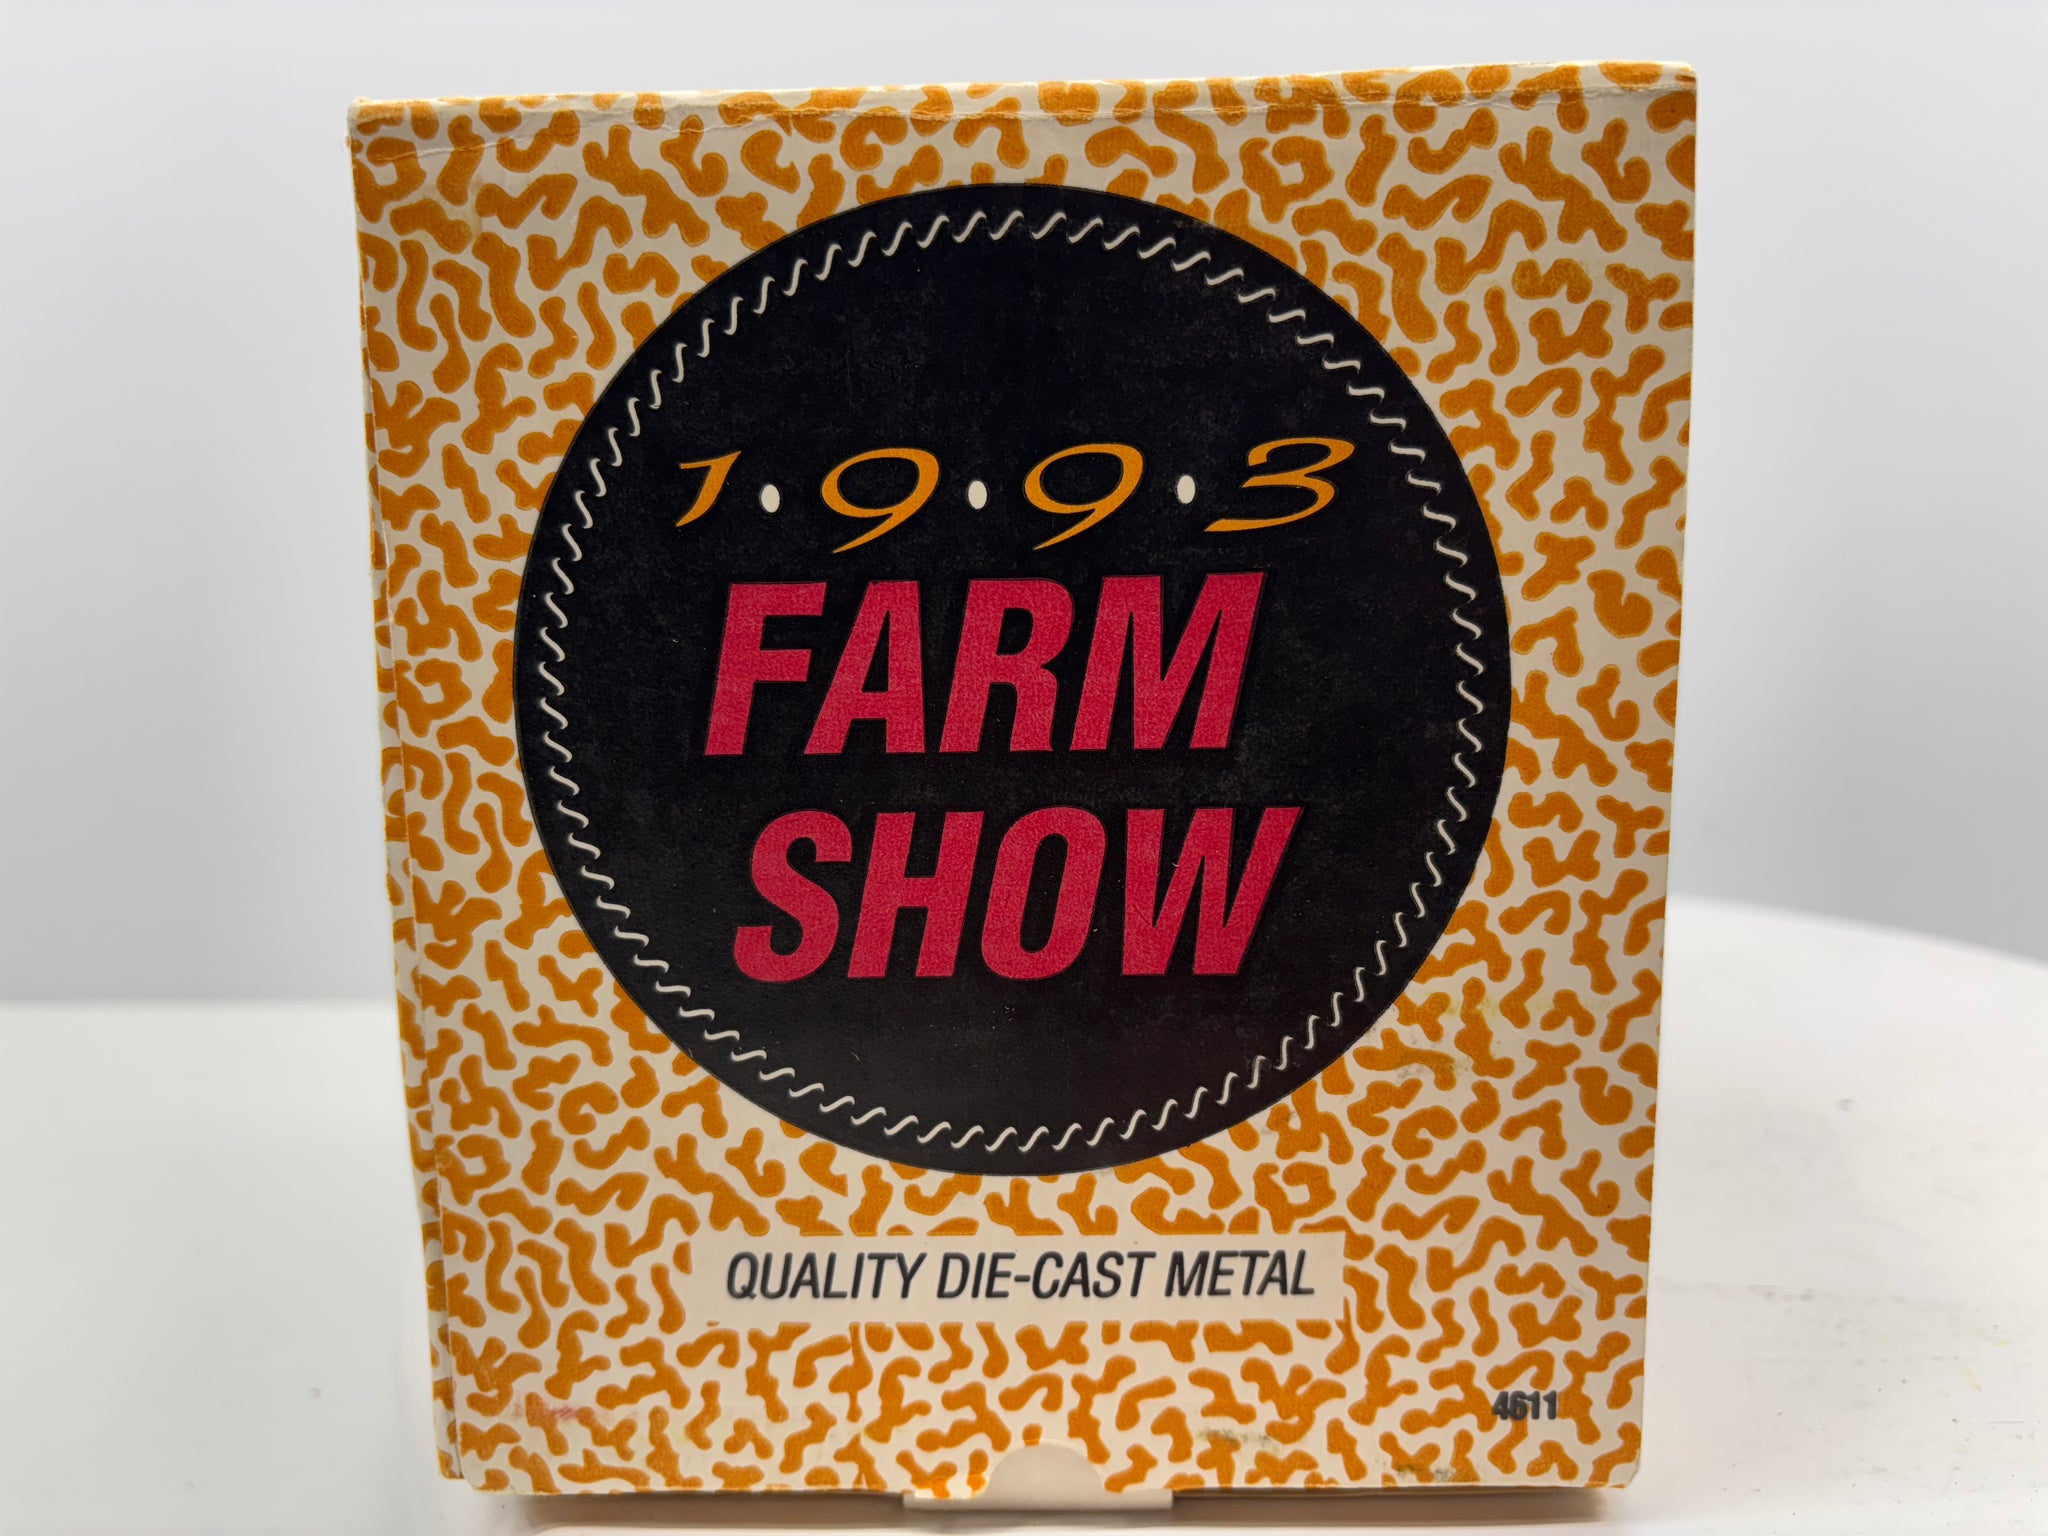 1.9.9.3
FARM
SHOW
QUALITY DIE-CAST METAL
4611